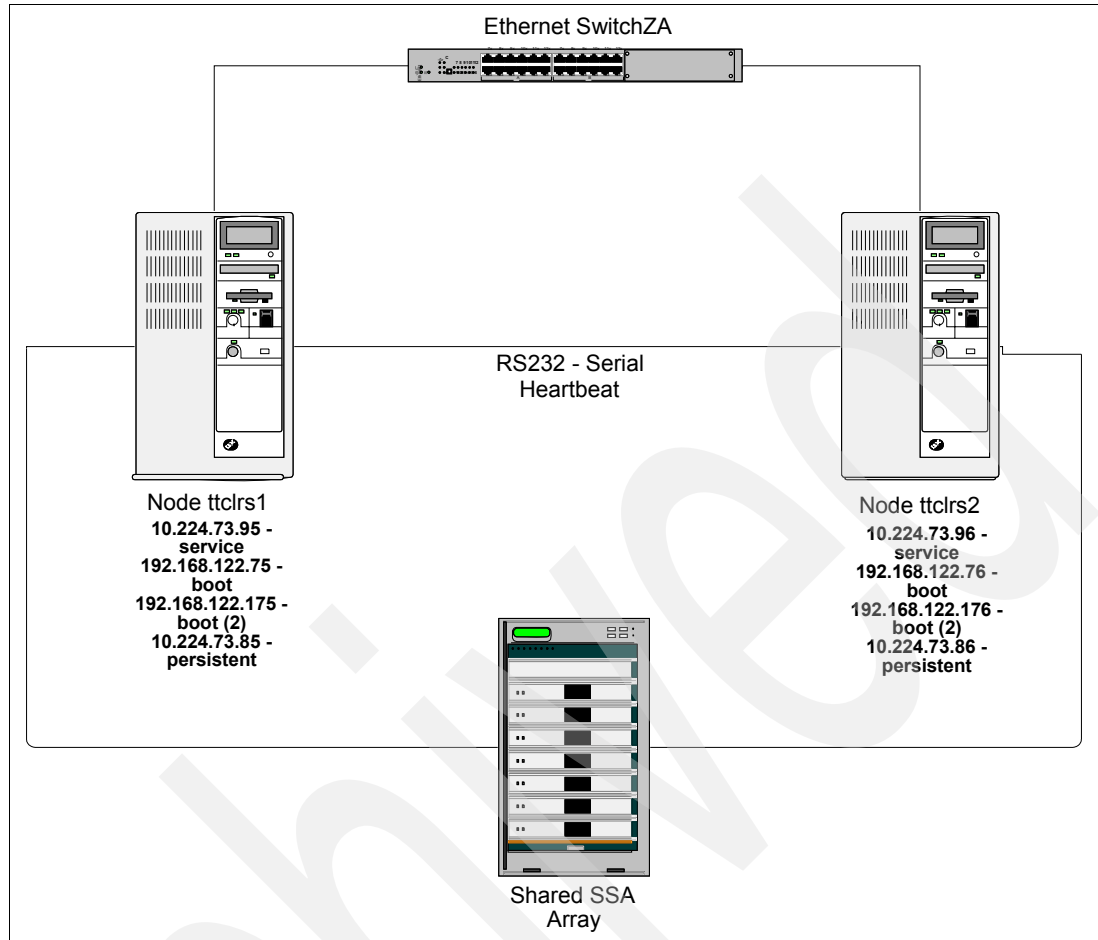 Ethernet SwitchZA
RS232 - Serial
Heartbeat
Node ttclrs1
10.224.73.95 -
service
192.168.122.75 -
boot
192.168.122.175 -
boot (2)
10.224.73.85 -
persistent
Node ttclrs2
10.224.73.96 -
service
192.168.122.76 -
boot
192.168.122.176 -
boot (2)
10.224.73.86 -
persistent
Shared SSA
Array